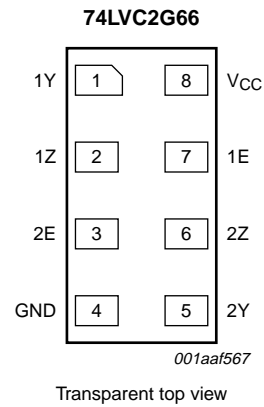 74LVC2G66
1Y 1 8 VCC
1Z 2 7 1E
2E 3 6 2Z
GND 4 5 2Y
001aaf567
Transparent top view